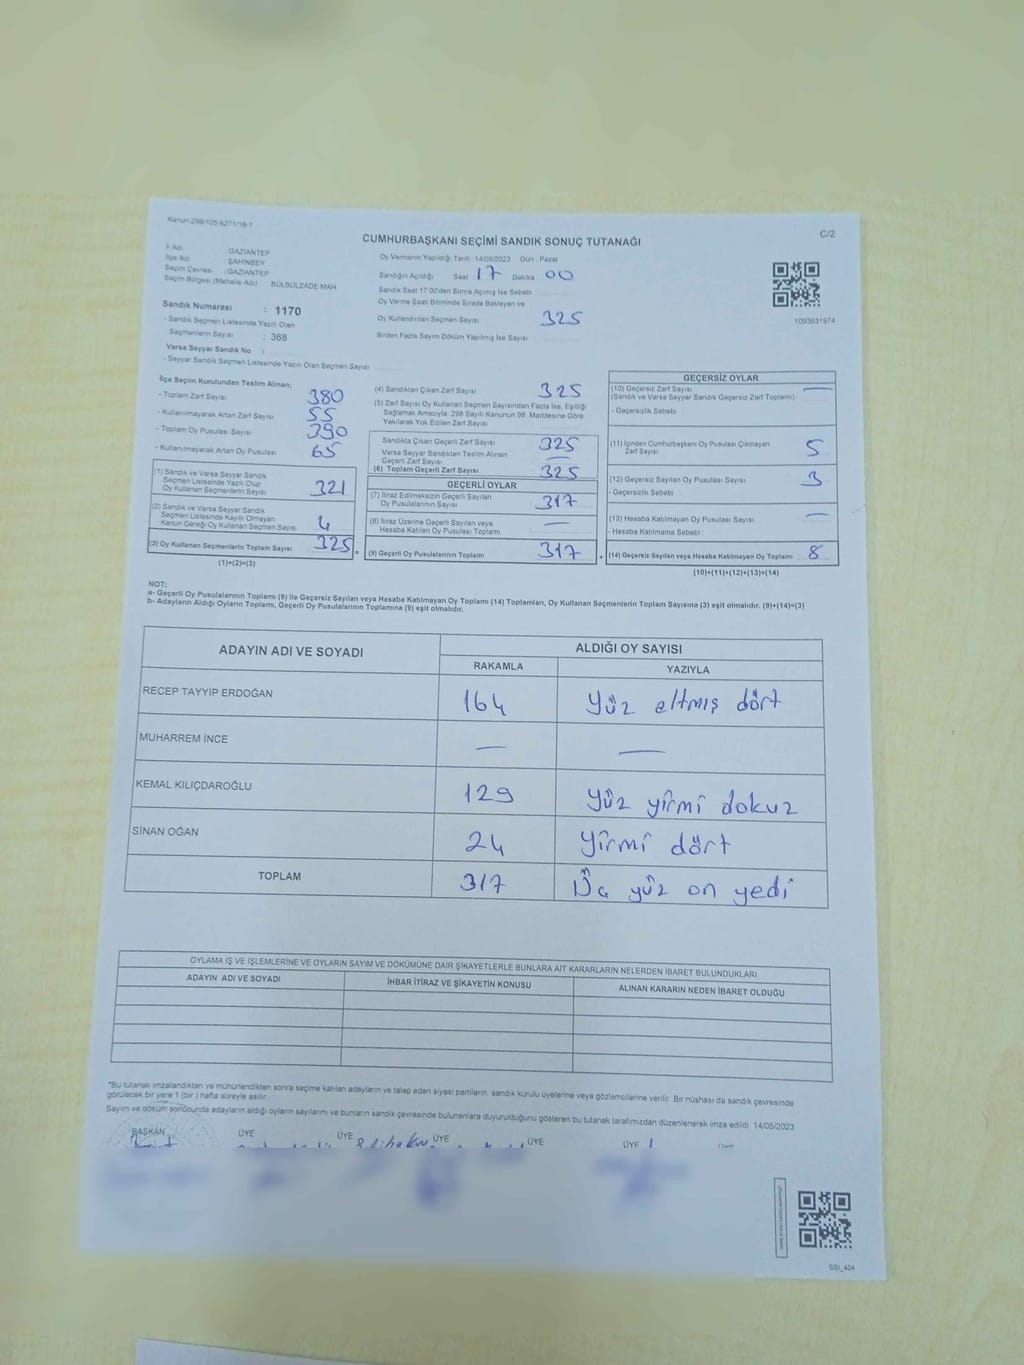 Kanun 298/105-6271/16-1
C/2
CUMHURBAŞKANI SEÇİMİ SANDIK SONUÇ TUTANAĞI
İl Adı : GAZİANTEP
İlçe Adı : ŞAHİNBEY
Seçim Çevresi : GAZİANTEP
Seçim Bölgesi (Mahalle Adı) : BÜLBÜLZADE MAH
Sandık Numarası : 1170
- Sandık Seçmen Listesinde Yazılı Olan
Seçmenlerin Sayısı : 368
Varsa Seyyar Sandık No :
- Seyyar Sandık Seçmen Listesinde Yazılı Olan Seçmen Sayısı
Oy Vermenin Yapıldığı Tarih :14/05/2023 Gün : Pazar
Sandığın Açıldığı Saat 17 Dakika 00
Sandık Saat 17:00'den Sonra Açılmış İse Sebebi
Oy Verme Saati Bitiminde Sırada Bekleyen ve
Oy Kullandırılan Seçmen Sayısı 325
Birden Fazla Sayım Döküm Yapılmış İse Sayısı
1093631974
İlçe Seçim Kurulundan Teslim Alınan;
- Toplam Zarf Sayısı 380
- Kullanılmayarak Artan Zarf Sayısı 55
- Toplam Oy Pusulası Sayısı 390
- Kullanılmayarak Artan Oy Pusulası 65
(1) Sandık ve Varsa Seyyar Sandık
Seçmen Listesinde Yazılı Olup
Oy Kullanan Seçmenlerin Sayısı 321
(2) Sandık ve Varsa Seyyar Sandık
Seçmen Listesinde Kayıtlı Olmayan
Kanun Gereği Oy Kullanan Seçmen Sayısı 4
(3) Oy Kullanan Seçmenlerin Toplam Sayısı 325 =
(1)+(2)=(3)
(4) Sandıktan Çıkan Zarf Sayısı 325
(5) Zarf Sayısı Oy Kullanan Seçmen Sayısından Fazla İse, Eşitliği
Sağlamak Amacıyla, 298 Sayılı Kanunun 98. Maddesine Göre
Yakılarak Yok Edilen Zarf Sayısı
Sandıkta Çıkan Geçerli Zarf Sayısı 325
Varsa Seyyar Sandıktan Teslim Alınan
Geçerli Zarf Sayısı —
(6) Toplam Geçerli Zarf Sayısı 325
GEÇERLİ OYLAR
(7) İtiraz Edilmeksizin Geçerli Sayılan
Oy Pusulalarının Sayısı 317
(8) İtiraz Üzerine Geçerli Sayılan veya
Hesaba Katılan Oy Pusulası Toplamı —
(9) Geçerli Oy Pusulalarının Toplamı 317 +
GEÇERSİZ OYLAR
(10) Geçersiz Zarf Sayısı —
(Sandık ve Varsa Seyyar Sandık Geçersiz Zarf Toplamı)
- Geçersizlik Sebebi
(11) İçinden Cumhurbaşkanı Oy Pusulası Çıkmayan
Zarf Sayısı 5
(12) Geçersiz Sayılan Oy Pusulası Sayısı 3
- Geçersizlik Sebebi
(13) Hesaba Katılmayan Oy Pusulası Sayısı —
- Hesaba Katılmama Sebebi
(14) Geçersiz Sayılan veya Hesaba Katılmayan Oy Toplamı 8
(10)+(11)+(12)+(13)=(14)
NOT:
a- Geçerli Oy Pusulalarının Toplamı (9) ile Geçersiz Sayılan veya Hesaba Katılmayan Oy Toplamı (14) Toplamları, Oy Kullanan Seçmenlerin Toplam Sayısına (3) eşit olmalıdır. (9)+(14)=(3)
b- Adayların Aldığı Oyların Toplamı, Geçerli Oy Pusulalarının Toplamına (9) eşit olmalıdır.
ADAYIN ADI VE SOYADI ALDIĞI OY SAYISI
RAKAMLA YAZIYLA
RECEP TAYYİP ERDOĞAN 164 Yüz altmış dört
MUHARREM İNCE — —
KEMAL KILIÇDAROĞLU 129 Yüz yirmi dokuz
SİNAN OĞAN 24 Yirmi dört
TOPLAM 317 Üç yüz on yedi
OYLAMA İŞ VE İŞLEMLERİNE VE OYLARIN SAYIM VE DÖKÜMÜNE DAİR ŞİKAYETLERLE BUNLARA AİT KARARLARIN NELERDEN İBARET BULUNDUKLARI
ADAYIN ADI VE SOYADI İHBAR İTİRAZ VE ŞİKAYETİN KONUSU ALINAN KARARIN NEDEN İBARET OLDUĞU
*Bu tutanak imzalandıktan ve mühürlendikten sonra seçime katılan adayların ve talep eden siyasi partilerin sandık kurulu üyelerine veya gözlemcilerine verilir. Bir nüshası da sandık çevresinde
görülecek bir yere 1 (bir) hafta süreyle asılır.
Sayım ve döküm sonucunda adayların aldığı oyların sayılarını ve bunların sandık çevresinde bulunanlara duyurulduğunu gösteren bu tutanak tarafımızdan düzenlenerek imza edildi. 14/05/2023
BAŞKAN ÜYE ÜYE ÜYE ÜYE ÜYE ÜYE
SSİ_404